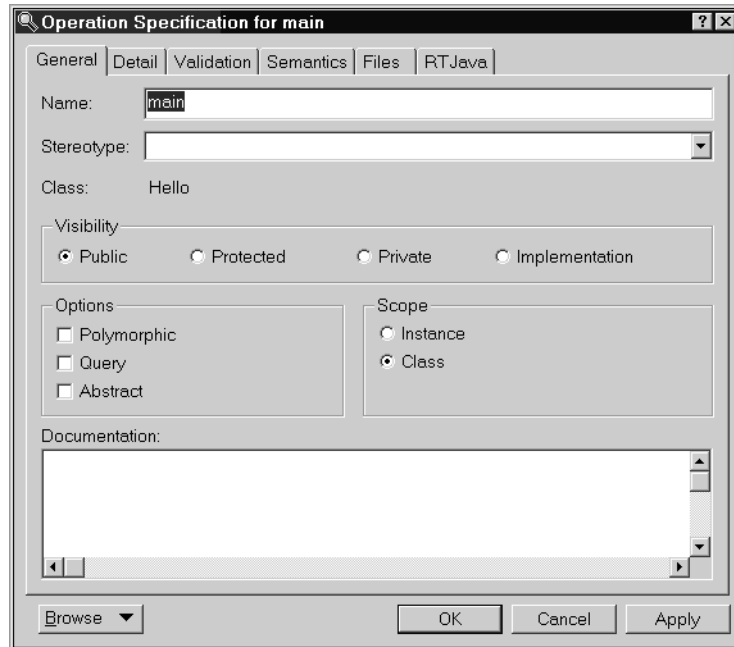 Operation Specification for main
General Detail Validation Semantics Files RTJava
Name: main
Stereotype:
Class: Hello
Visibility
Public Protected Private Implementation
Options Scope
Polymorphic Instance
Query Class
Abstract
Documentation:
Browse OK Cancel Apply